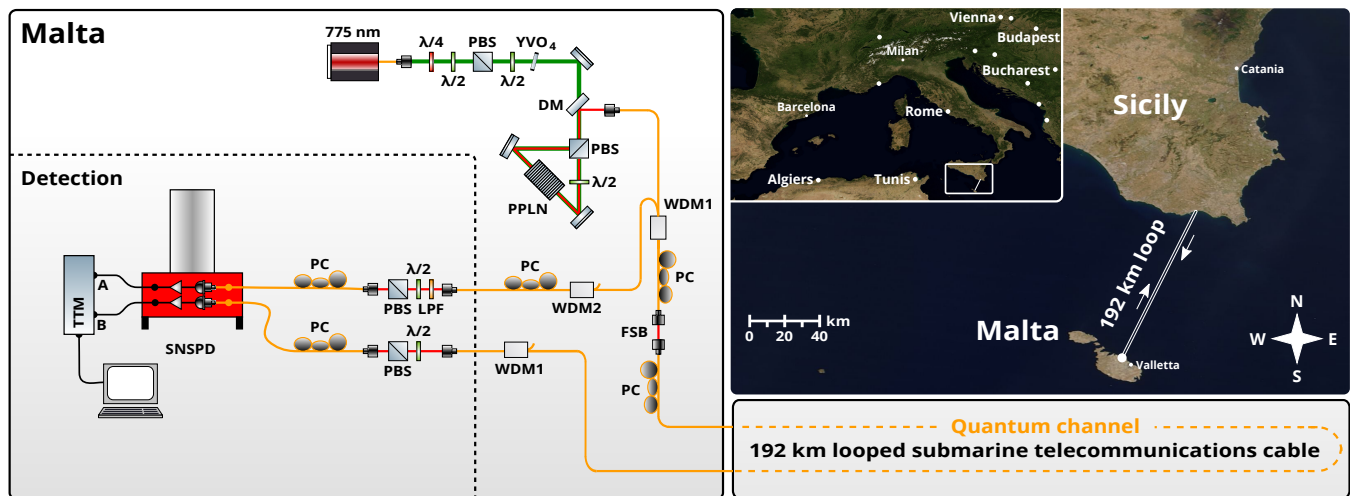 Malta
775 nm
λ/4
λ/2
PBS
λ/2
YVO4
DM
PBS
λ/2
PPLN
WDM1
PC
FSB
PC
Detection
TTM
A
B
SNSPD
PC
PBS
λ/2
LPF
PC
WDM2
PC
PBS
λ/2
WDM1
Vienna
Budapest
Milan
Bucharest
Barcelona
Rome
Algiers
Tunis
Catania
Sicily
192 km loop
Malta
Valletta
km
0 20 40
N
W E
S
Quantum channel
192 km looped submarine telecommunications cable